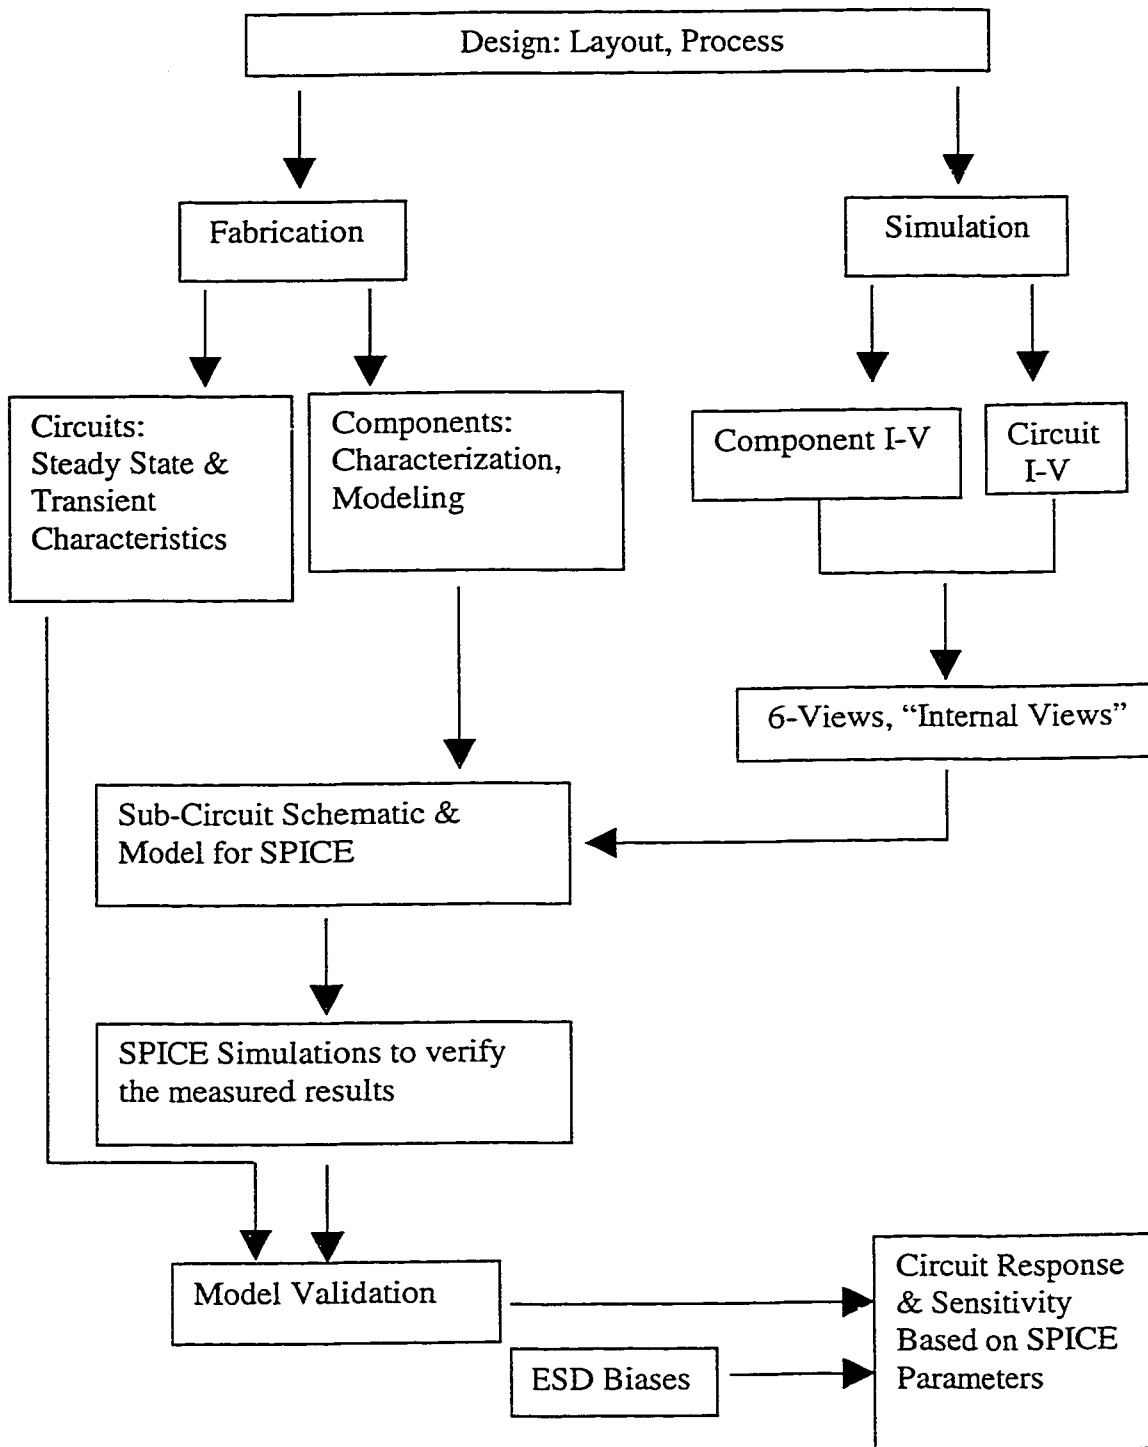 Design: Layout, Process
Fabrication
Simulation
Circuits:
Steady State &
Transient
Characteristics
Components:
Characterization,
Modeling
Component I-V
Circuit
I-V
6-Views, “Internal Views”
Sub-Circuit Schematic &
Model for SPICE
SPICE Simulations to verify
the measured results
Model Validation
ESD Biases
Circuit Response
& Sensitivity
Based on SPICE
Parameters